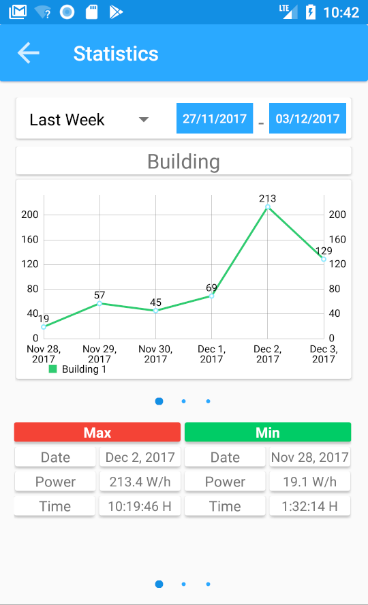 LTE 10:42
Statistics
Last Week 27/11/2017 - 03/12/2017
Building
213
200 200
160 160
129
120 120
80 80
69
57
45
40 40
19
0 0
Nov 28, 2017 Nov 29, 2017 Nov 30, 2017 Dec 1, 2017 Dec 2, 2017 Dec 3, 2017
Building 1
Max Min
Date Dec 2, 2017 Date Nov 28, 2017
Power 213.4 W/h Power 19.1 W/h
Time 10:19:46 H Time 1:32:14 H